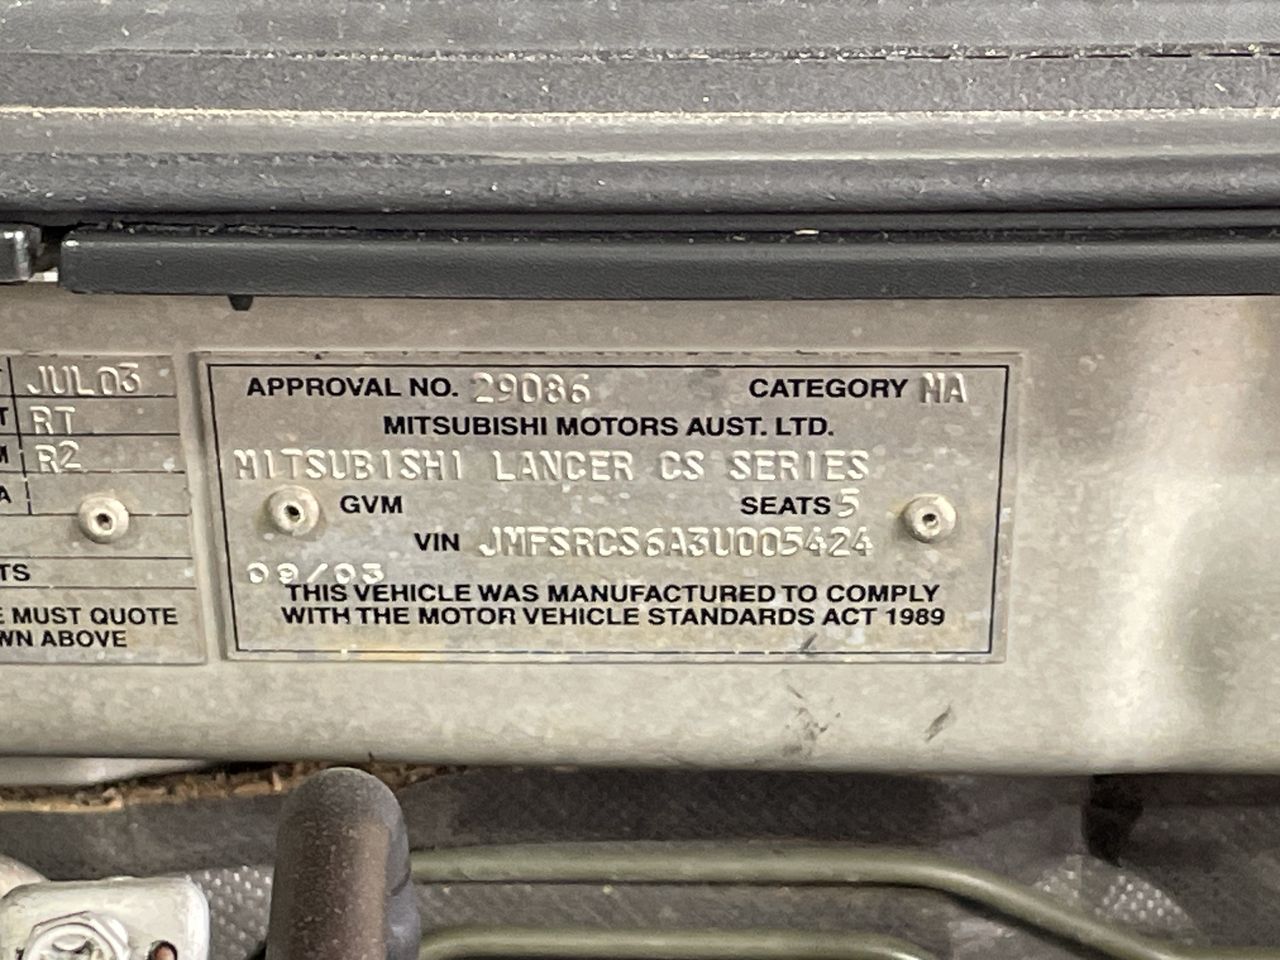 JUL03
T RT
M R2
A
TS
E MUST QUOTE
WN ABOVE
APPROVAL NO. 29086 CATEGORY MA
MITSUBISHI MOTORS AUST. LTD.
MITSUBISHI LANCER CS SERIES
GVM SEATS 5
VIN JMFSRCS6A3U005424
09/03
THIS VEHICLE WAS MANUFACTURED TO COMPLY
WITH THE MOTOR VEHICLE STANDARDS ACT 1989